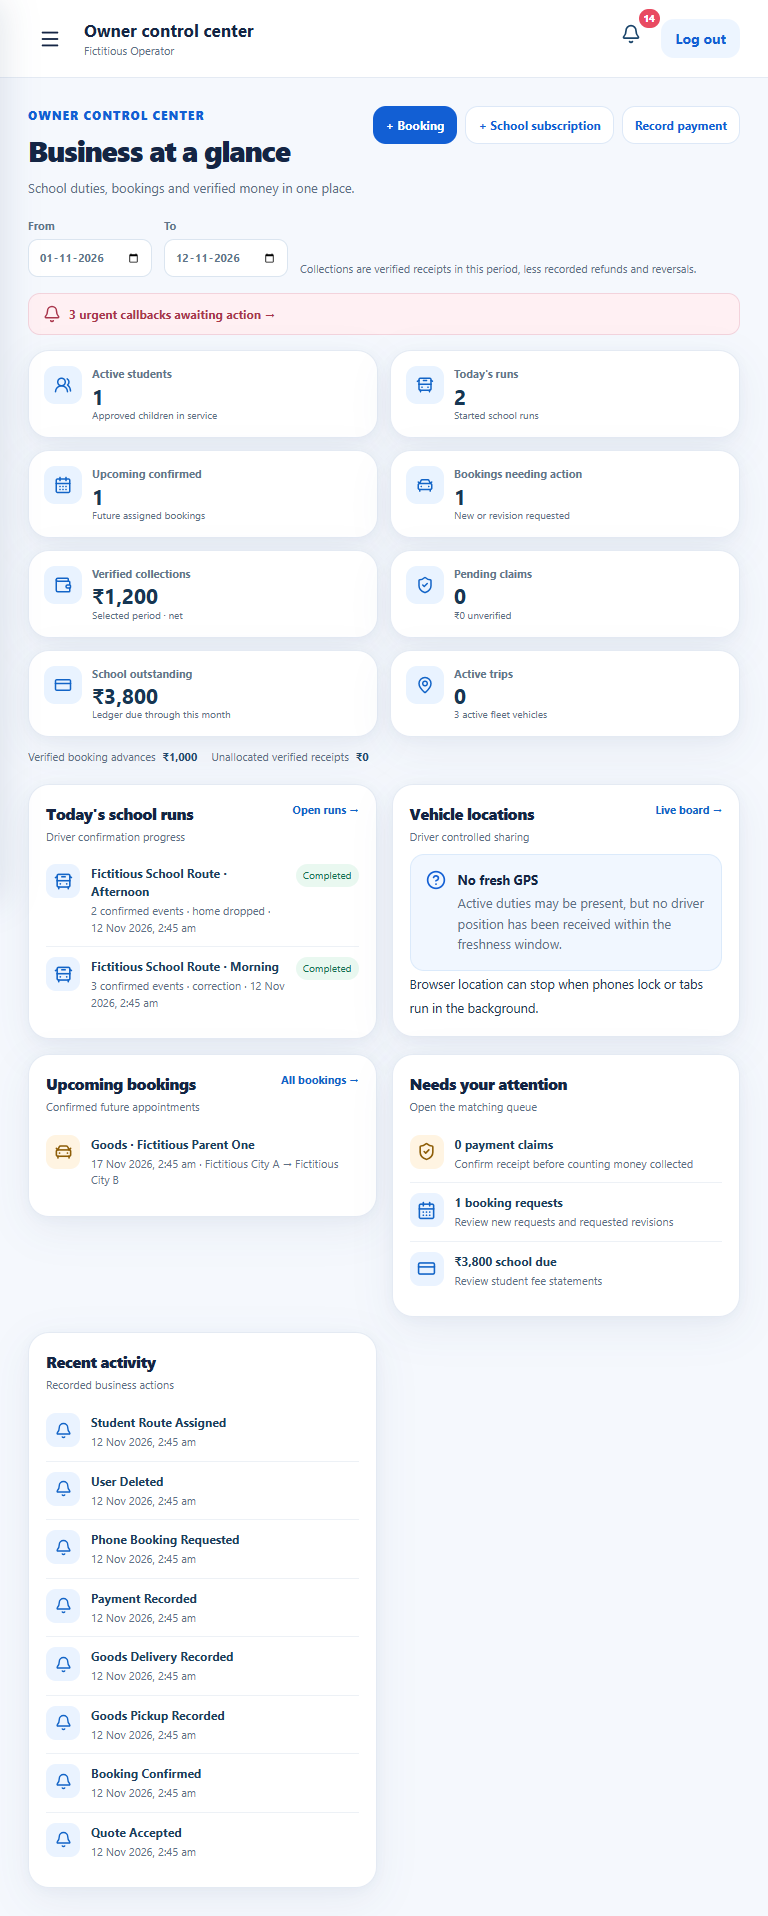 Owner control center
Fictitious Operator
14
Log out
OWNER CONTROL CENTER
Business at a glance
School duties, bookings and verified money in one place.
+ Booking
+ School subscription
Record payment
From
To
01-11-2026
12-11-2026
Collections are verified receipts in this period, less recorded refunds and reversals.
3 urgent callbacks awaiting action →
Active students
1
Approved children in service
Today's runs
2
Started school runs
Upcoming confirmed
1
Future assigned bookings
Bookings needing action
1
New or revision requested
Verified collections
₹1,200
Selected period · net
Pending claims
0
₹0 unverified
School outstanding
₹3,800
Ledger due through this month
Active trips
0
3 active fleet vehicles
Verified booking advances ₹1,000 Unallocated verified receipts ₹0
Today's school runs
Open runs →
Driver confirmation progress
Fictitious School Route ·
Afternoon
Completed
2 confirmed events · home dropped ·
12 Nov 2026, 2:45 am
Fictitious School Route · Morning
Completed
3 confirmed events · correction · 12 Nov
2026, 2:45 am
Vehicle locations
Live board →
Driver controlled sharing
No fresh GPS
Active duties may be present, but no driver
position has been received within the
freshness window.
Browser location can stop when phones lock or tabs
run in the background.
Upcoming bookings
All bookings →
Confirmed future appointments
Goods · Fictitious Parent One
17 Nov 2026, 2:45 am · Fictitious City A → Fictitious
City B
Needs your attention
Open the matching queue
0 payment claims
Confirm receipt before counting money collected
1 booking requests
Review new requests and requested revisions
₹3,800 school due
Review student fee statements
Recent activity
Recorded business actions
Student Route Assigned
12 Nov 2026, 2:45 am
User Deleted
12 Nov 2026, 2:45 am
Phone Booking Requested
12 Nov 2026, 2:45 am
Payment Recorded
12 Nov 2026, 2:45 am
Goods Delivery Recorded
12 Nov 2026, 2:45 am
Goods Pickup Recorded
12 Nov 2026, 2:45 am
Booking Confirmed
12 Nov 2026, 2:45 am
Quote Accepted
12 Nov 2026, 2:45 am